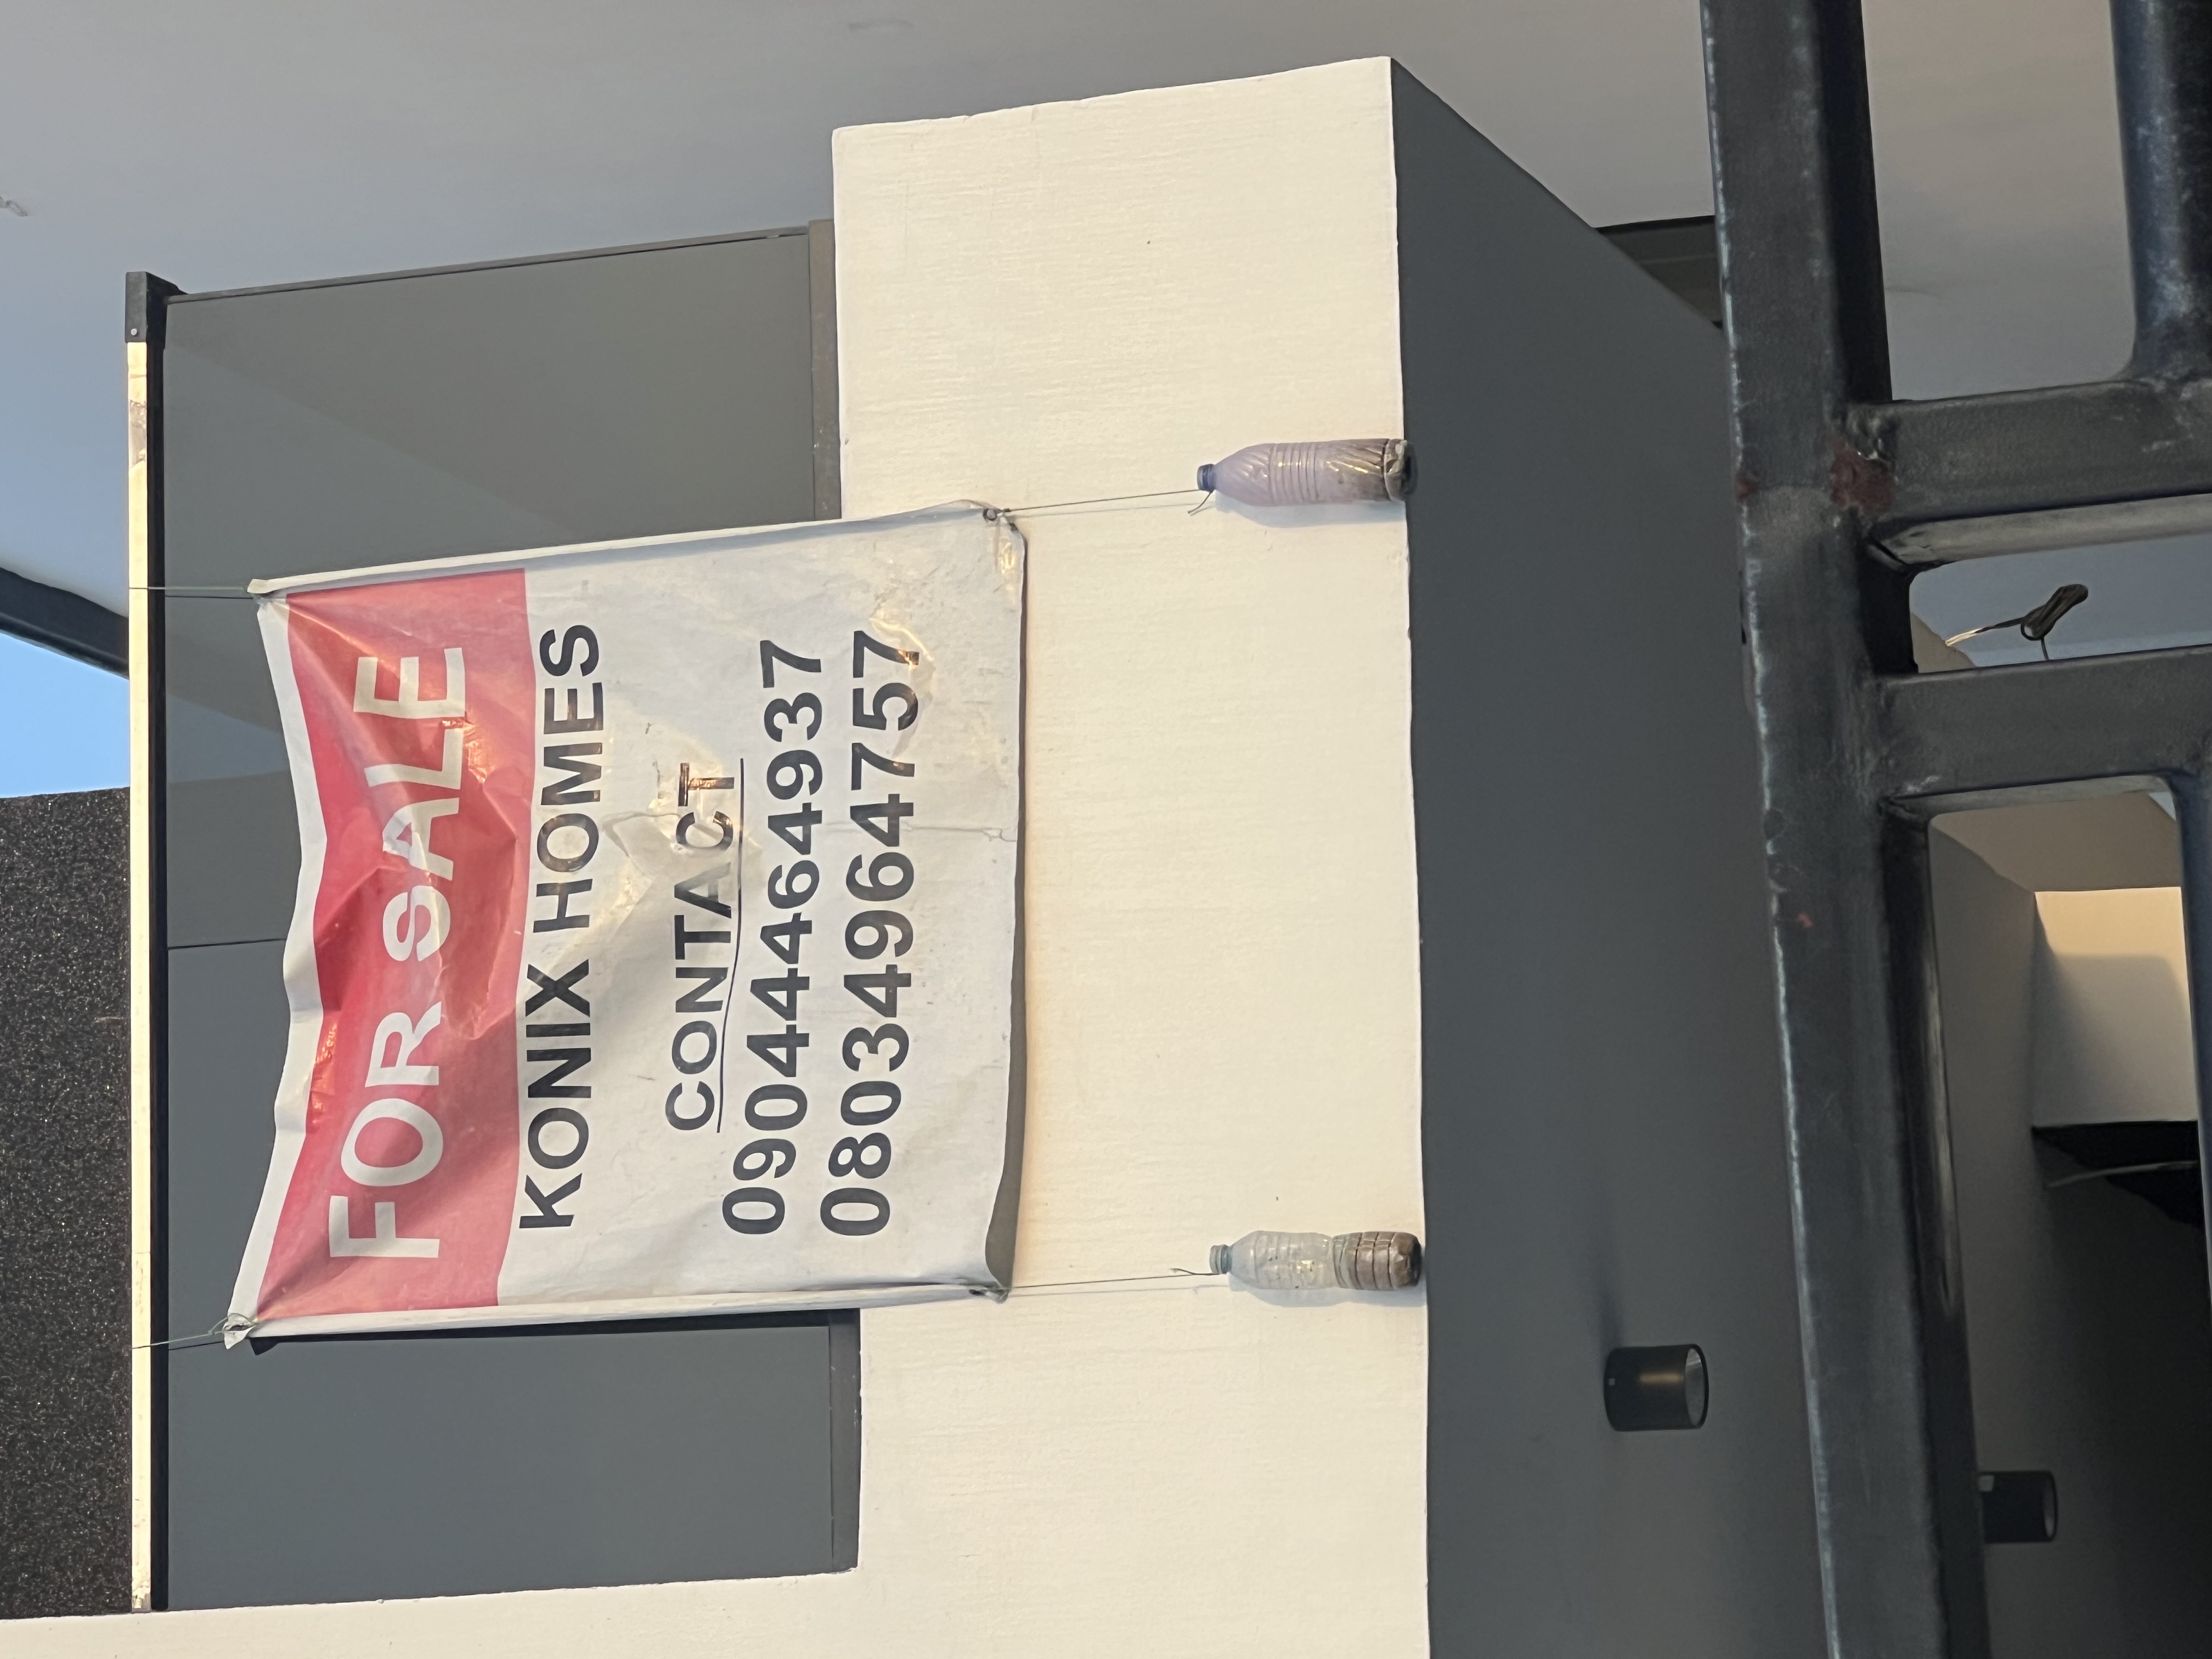 FOR SALE
KONIX HOMES
CONTACT
09044464937
08034964757